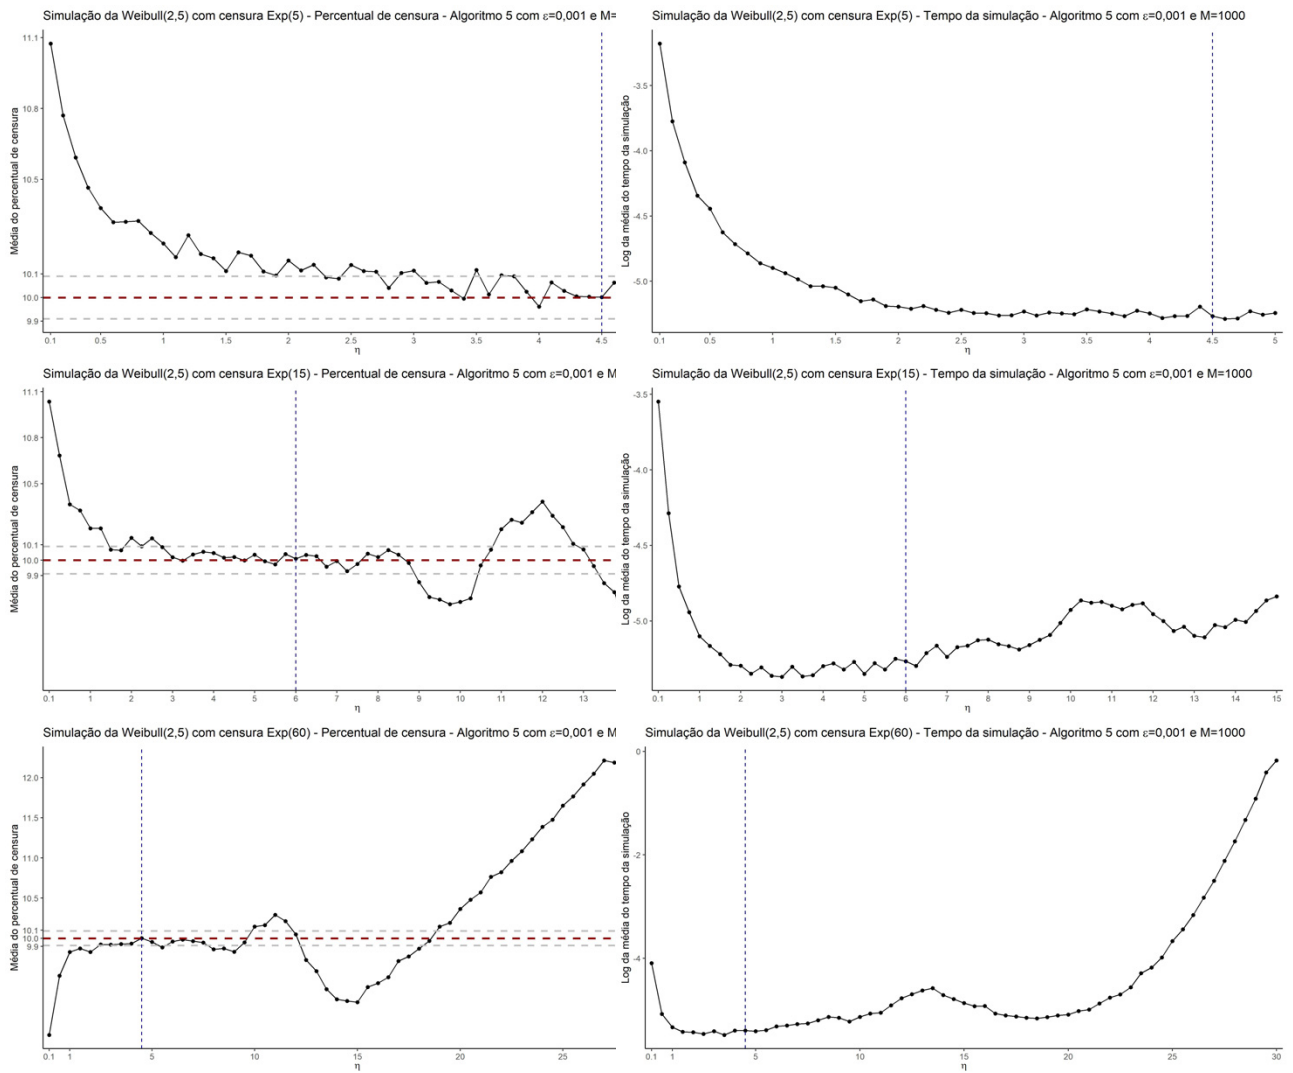 Simulação da Weibull(2,5) com censura Exp(5) - Percentual de censura - Algoritmo 5 com ε=0,001 e M=
Média do percentual de censura
11.1
10.8
10.5
10.1
10.0
9.9
0.1 0.5 1 1.5 2 2.5 3 3.5 4 4.5
η
Simulação da Weibull(2,5) com censura Exp(5) - Tempo da simulação - Algoritmo 5 com ε=0,001 e M=1000
Log da média do tempo da simulação
-3.5
-4.0
-4.5
-5.0
0.1 0.5 1 1.5 2 2.5 3 3.5 4 4.5 5
η
Simulação da Weibull(2,5) com censura Exp(15) - Percentual de censura - Algoritmo 5 com ε=0,001 e M
Média do percentual de censura
11.1
10.8
10.5
10.1
10.0
9.9
0.1 1 2 3 4 5 6 7 8 9 10 11 12 13
η
Simulação da Weibull(2,5) com censura Exp(15) - Tempo da simulação - Algoritmo 5 com ε=0,001 e M=1000
Log da média do tempo da simulação
-3.5
-4.0
-4.5
-5.0
0.1 1 2 3 4 5 6 7 8 9 10 11 12 13 14 15
η
Simulação da Weibull(2,5) com censura Exp(60) - Percentual de censura - Algoritmo 5 com ε=0,001 e M
Média do percentual de censura
12.0
11.5
11.0
10.5
10.1
10.0
9.9
0.1 1 5 10 15 20 25
η
Simulação da Weibull(2,5) com censura Exp(60) - Tempo da simulação - Algoritmo 5 com ε=0,001 e M=1000
Log da média do tempo da simulação
0
-2
-4
0.1 1 5 10 15 20 25 30
η